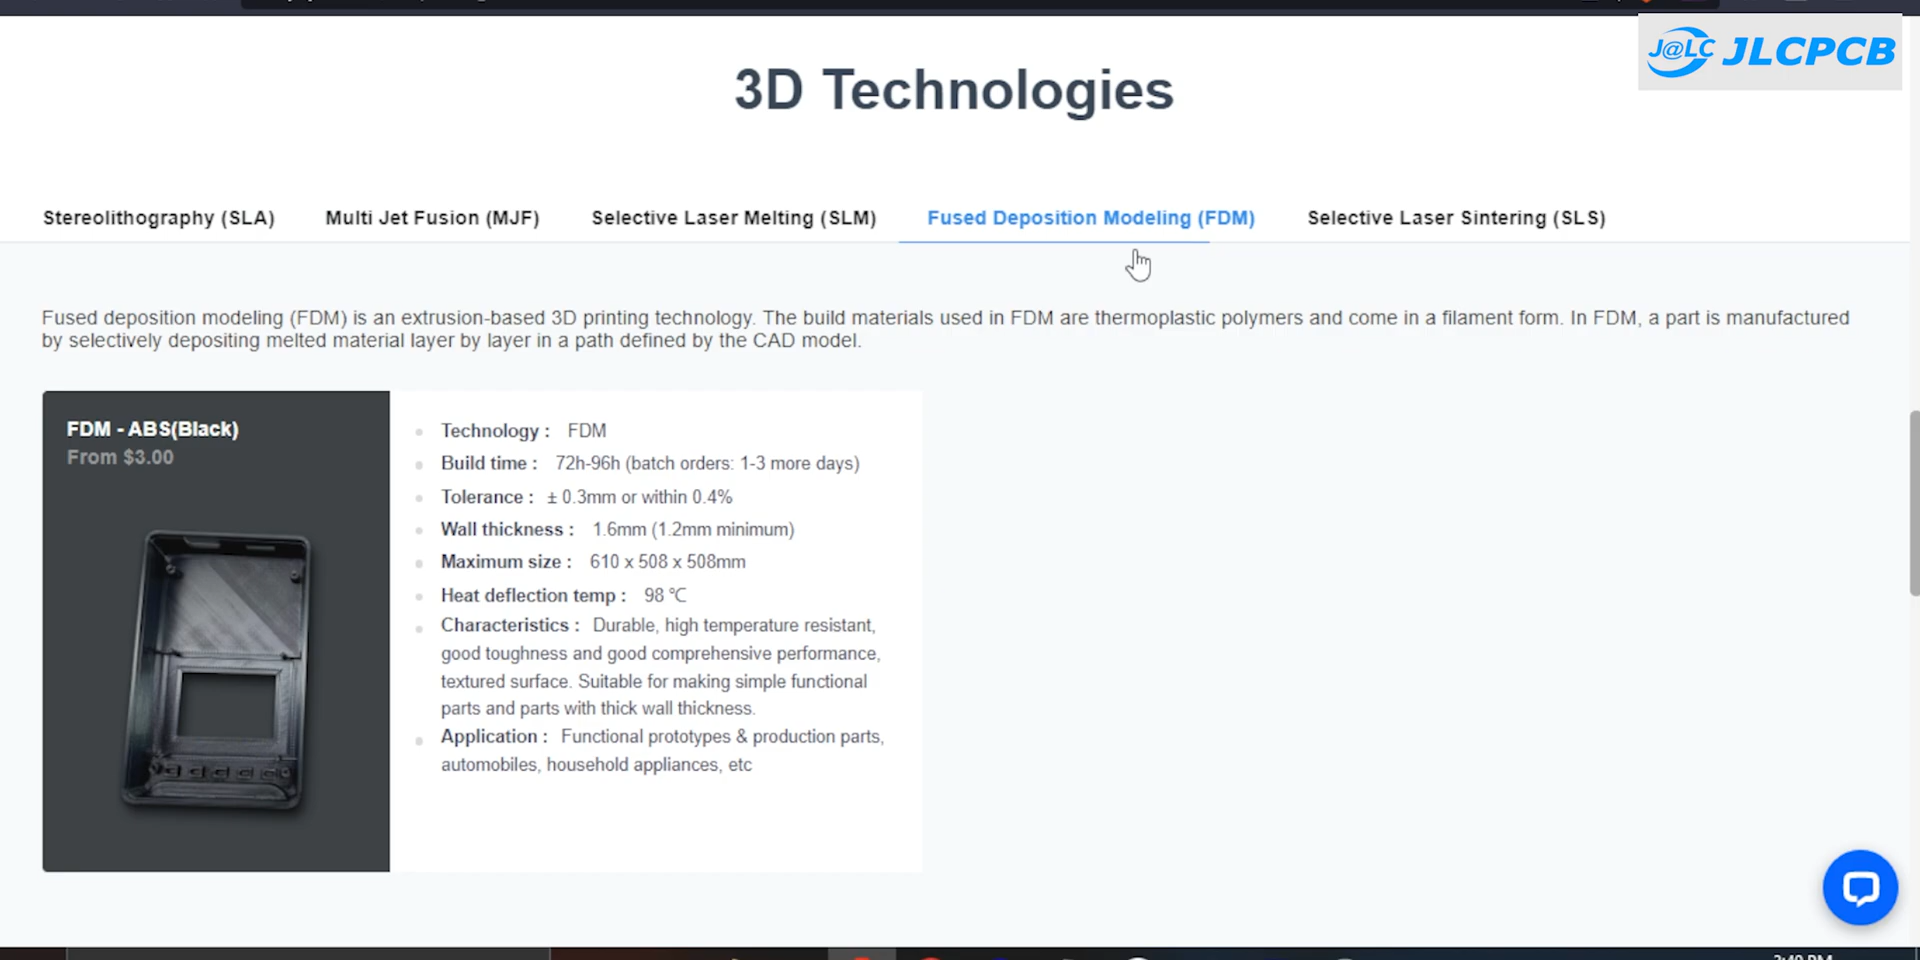 J@LC JLCPCB
3D Technologies
Stereolithography (SLA) Multi Jet Fusion (MJF) Selective Laser Melting (SLM) Fused Deposition Modeling (FDM) Selective Laser Sintering (SLS)
Fused deposition modeling (FDM) is an extrusion-based 3D printing technology. The build materials used in FDM are thermoplastic polymers and come in a filament form. In FDM, a part is manufactured
by selectively depositing melted material layer by layer in a path defined by the CAD model.
FDM - ABS(Black)
From $3.00
Technology : FDM
Build time : 72h-96h (batch orders: 1-3 more days)
Tolerance : ± 0.3mm or within 0.4%
Wall thickness : 1.6mm (1.2mm minimum)
Maximum size : 610 x 508 x 508mm
Heat deflection temp : 98 ℃
Characteristics : Durable, high temperature resistant,
good toughness and good comprehensive performance,
textured surface. Suitable for making simple functional
parts and parts with thick wall thickness.
Application : Functional prototypes & production parts,
automobiles, household appliances, etc